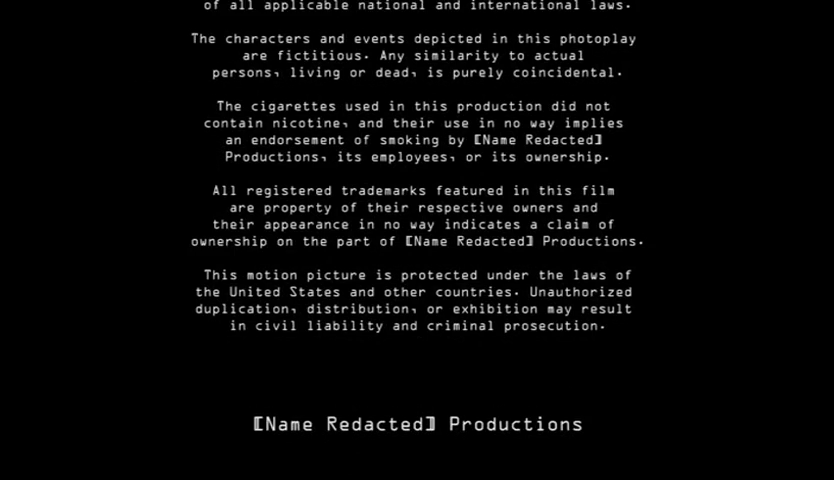 of all applicable national and international laws.
The characters and events depicted in this photoplay
are fictitious. Any similarity to actual
persons, living or dead, is purely coincidental.
The cigarettes used in this production did not
contain nicotine, and their use in no way implies
an endorsement of smoking by [Name Redacted]
Productions, its employees, or its ownership.
All registered trademarks featured in this film
are property of their respective owners and
their appearance in no way indicates a claim of
ownership on the part of [Name Redacted] Productions.
This motion picture is protected under the laws of
the United States and other countries. Unauthorized
duplication, distribution, or exhibition may result
in civil liability and criminal prosecution.
[Name Redacted] Productions